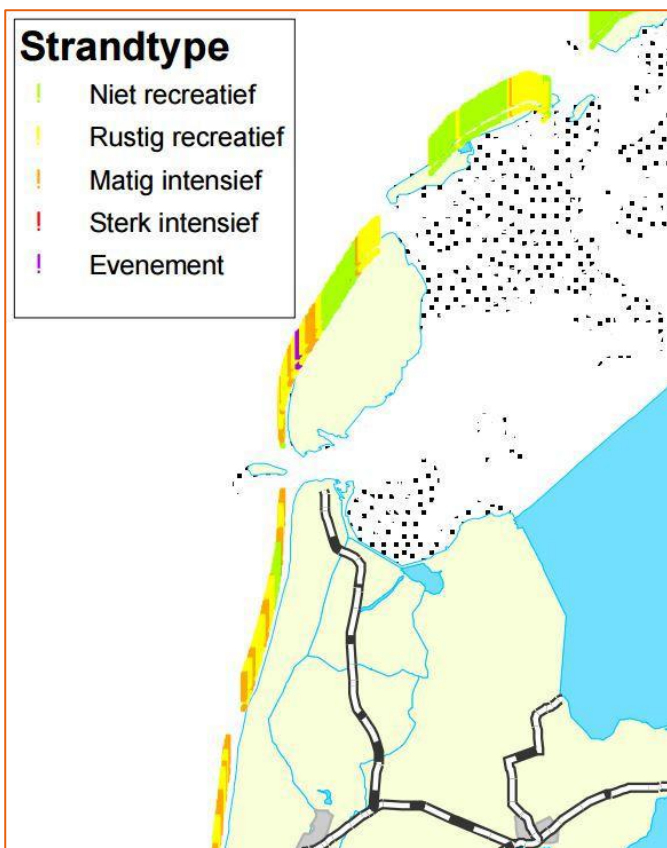 Strandtype
Niet recreatief
Rustig recreatief
Matig intensief
Sterk intensief
Evenement